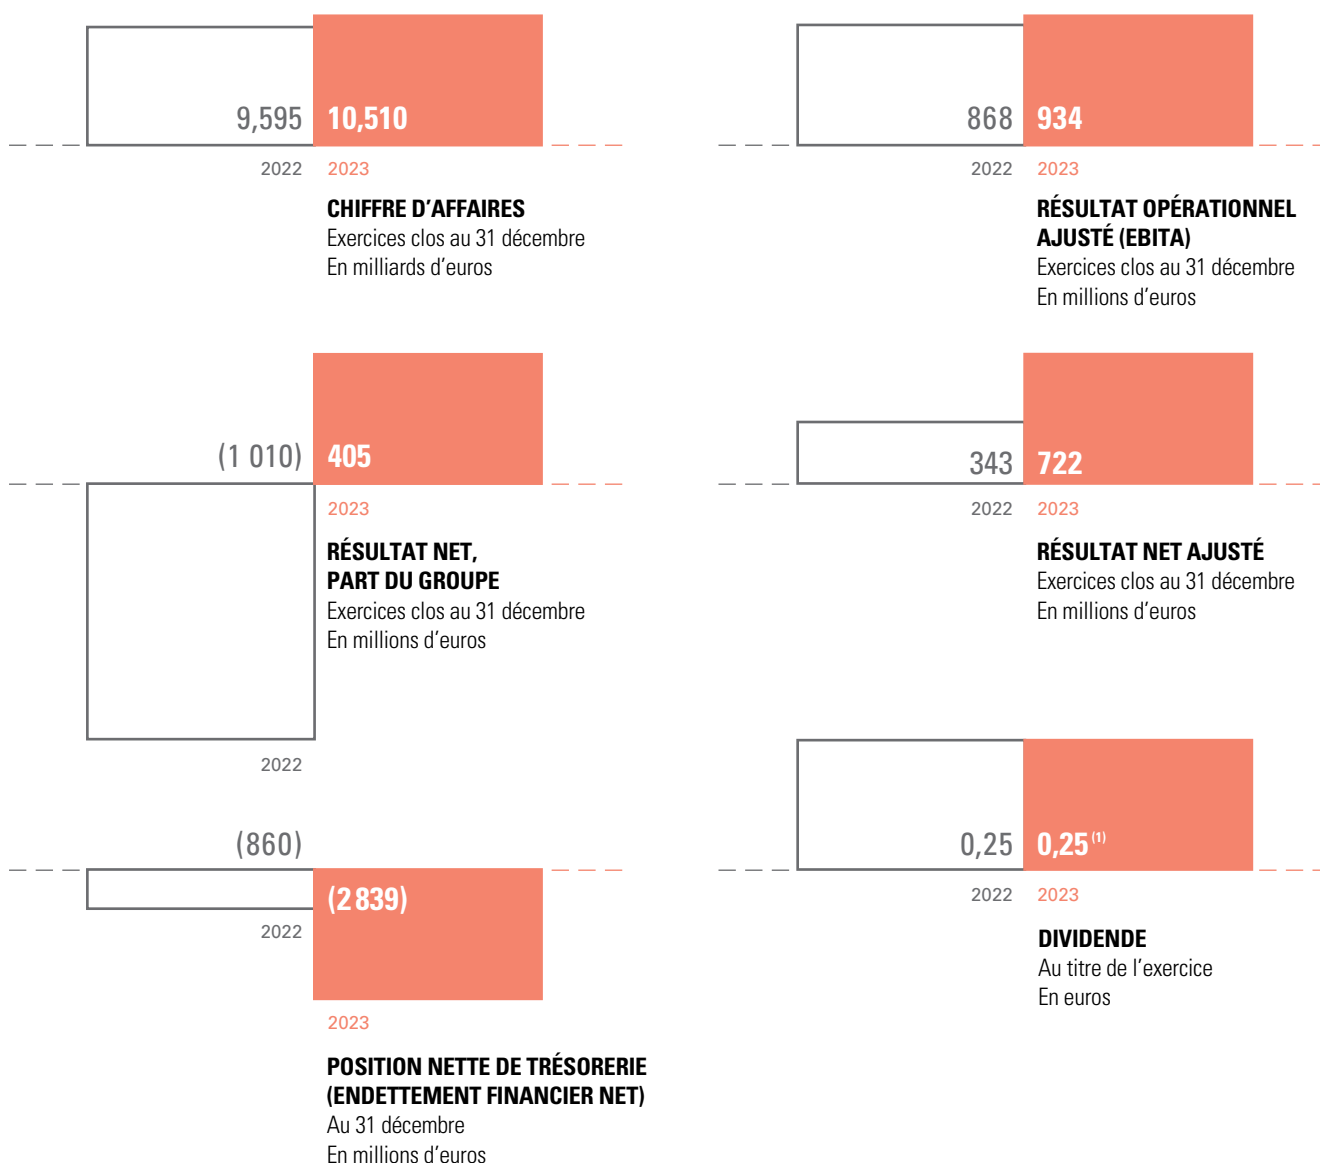 9,595 10,510
2022 2023
CHIFFRE D'AFFAIRES
Exercices clos au 31 décembre
En milliards d'euros
868 934
2022 2023
RÉSULTAT OPÉRATIONNEL
AJUSTÉ (EBITA)
Exercices clos au 31 décembre
En millions d'euros
(1 010) 405
2023
RÉSULTAT NET,
PART DU GROUPE
Exercices clos au 31 décembre
En millions d'euros
2022
343 722
2022 2023
RÉSULTAT NET AJUSTÉ
Exercices clos au 31 décembre
En millions d'euros
(860)
(2 839)
2022
2023
POSITION NETTE DE TRÉSORERIE
(ENDETTEMENT FINANCIER NET)
Au 31 décembre
En millions d'euros
0,25 0,25 (1)
2022 2023
DIVIDENDE
Au titre de l'exercice
En euros